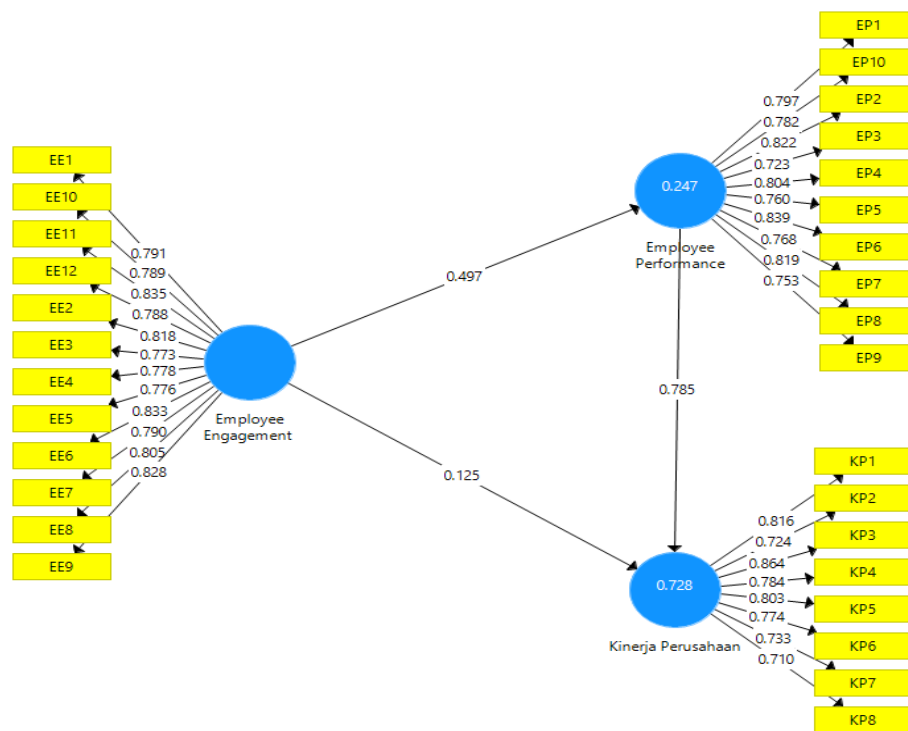 EE1
EE10
EE11
EE12
EE2
EE3
EE4
EE5
EE6
EE7
EE8
EE9
0.791
0.789
0.835
0.788
0.818
0.773
0.778
0.776
0.833
0.790
0.805
0.828
Employee
Engagement
0.497
0.125
0.247
Employee
Performance
0.785
0.797
0.782
0.822
0.723
0.804
0.760
0.839
0.768
0.819
0.753
EP1
EP10
EP2
EP3
EP4
EP5
EP6
EP7
EP8
EP9
0.728
Kinerja Perusahaan
0.816
0.724
0.864
0.784
0.803
0.774
0.733
0.710
KP1
KP2
KP3
KP4
KP5
KP6
KP7
KP8